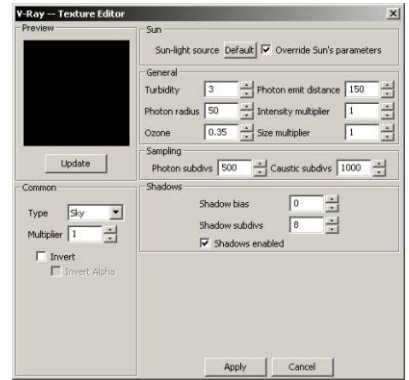 V-Ray -- Texture Editor
Preview
Update
Common
Type Sky
Multiplier 1
Invert
Invert Alpha
Sun
Sun-light source Default Override Sun's parameters
General
Turbidity 3 Photon emit distance 150
Photon radius 50 Intensity multiplier 1
Ozone 0.35 Size multiplier 1
Sampling
Photon subdivs 500 Caustic subdivs 1000
Shadows
Shadow bias 0
Shadow subdivs 8
Shadows enabled
Apply Cancel